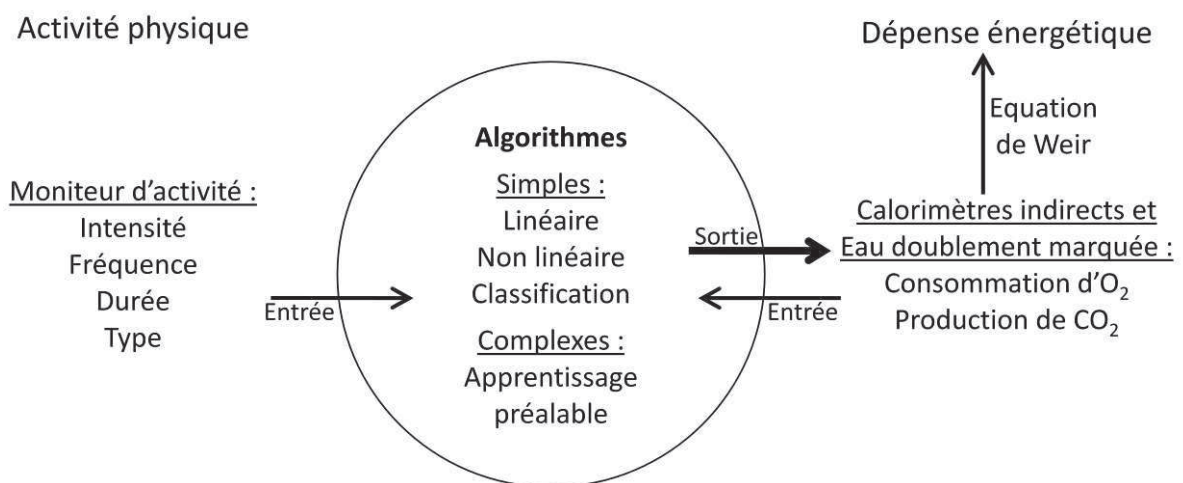 Activité physique
Dépense énergétique
Equation
de Weir
Algorithmes
Moniteur d'activité :
Intensité
Fréquence
Durée
Type
Entrée
Simples :
Linéaire
Non linéaire
Classification
Complexes :
Apprentissage
préalable
Sortie
Entrée
Calorimètres indirects et
Eau doublement marquée :
Consommation d'O₂
Production de CO₂